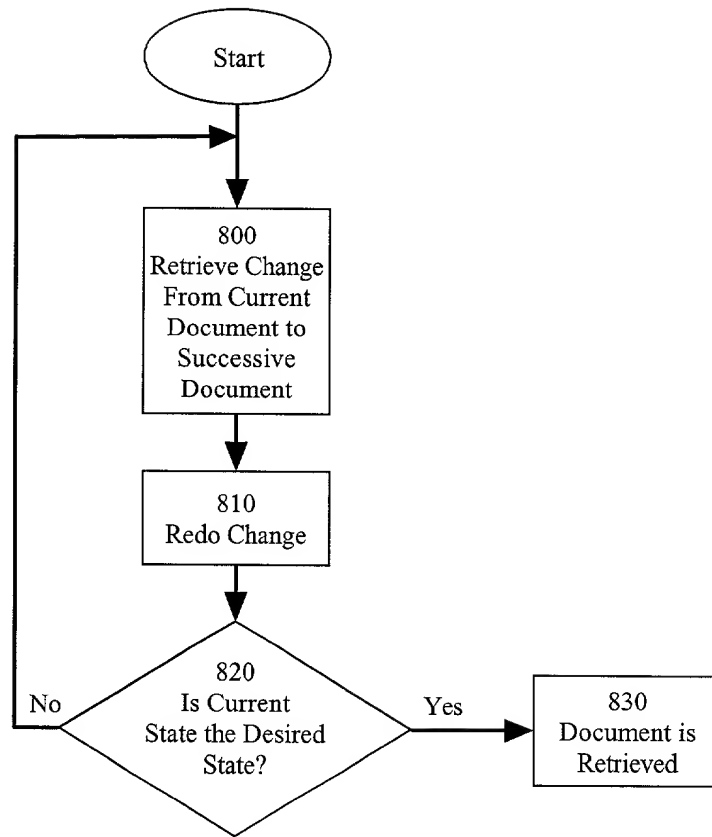 Start
800
Retrieve Change
From Current
Document to
Successive
Document
810
Redo Change
820
Is Current
State the Desired
State?
No
Yes
830
Document is
Retrieved